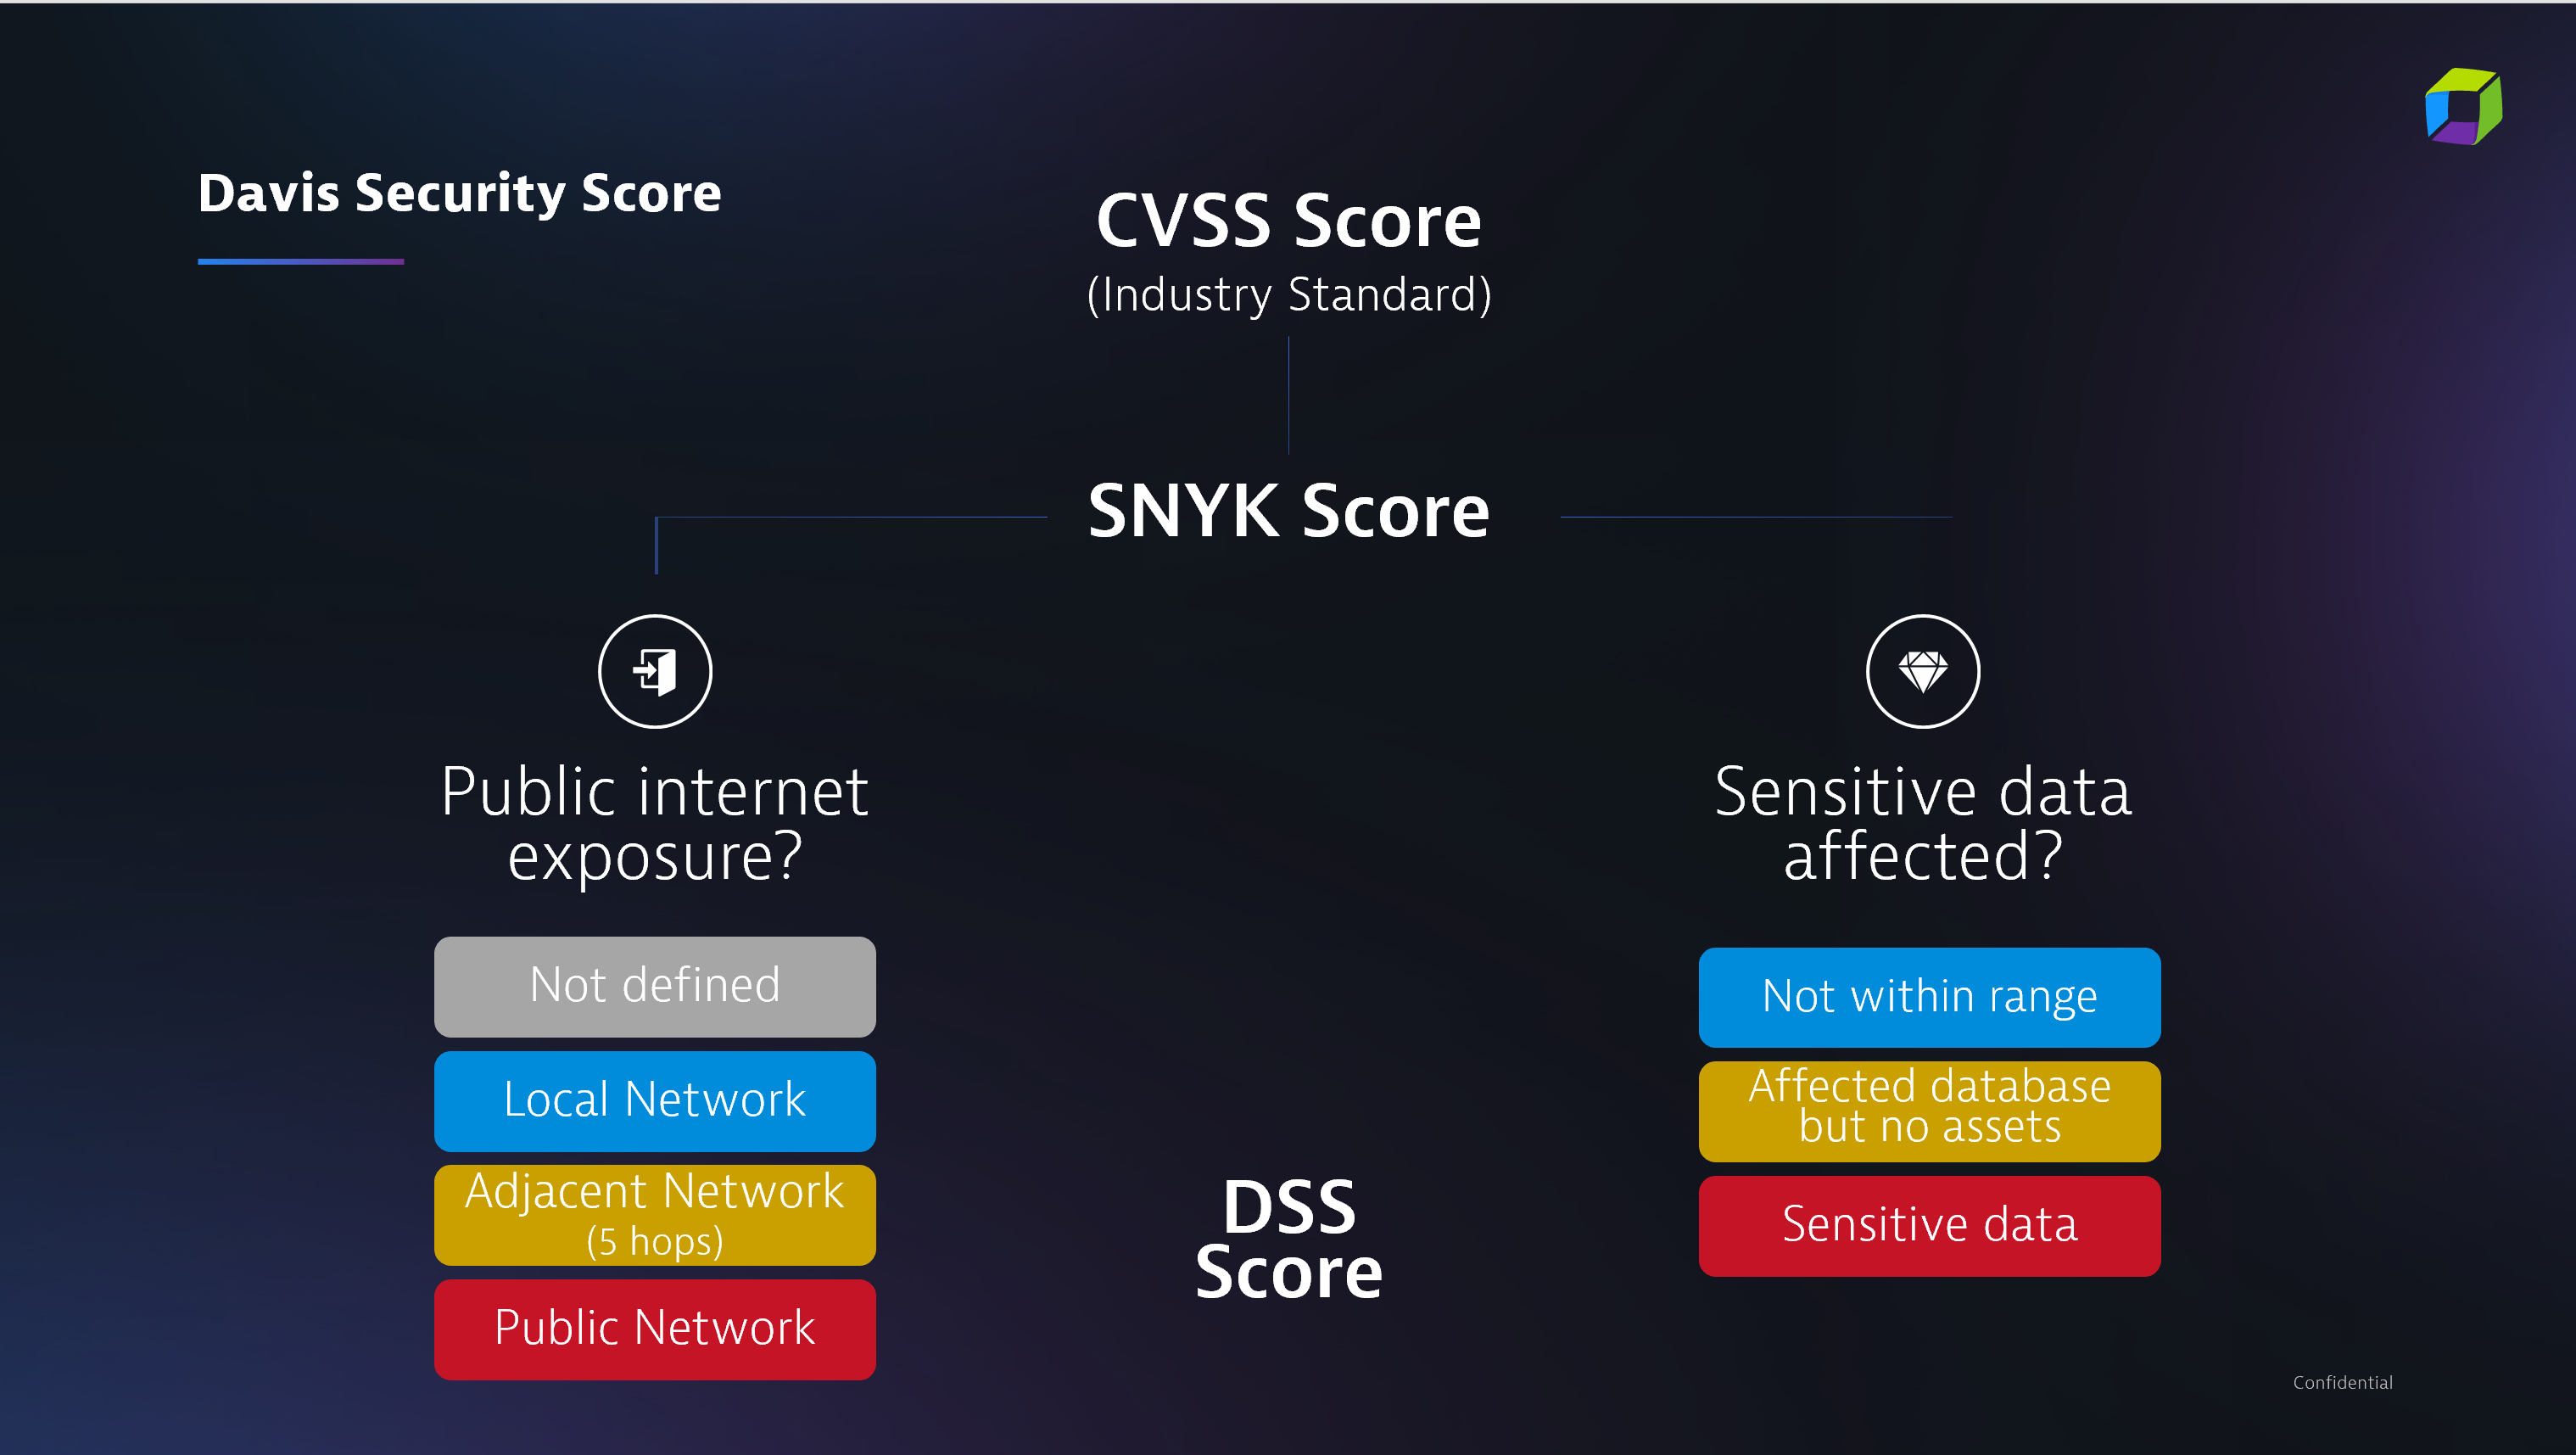 Davis Security Score
CVSS Score
(Industry Standard)
SNYK Score
Public internet
exposure?
Not defined
Local Network
Adjacent Network
(5 hops)
Public Network
DSS
Score
Sensitive data
affected?
Not within range
Affected database
but no assets
Sensitive data
Confidential